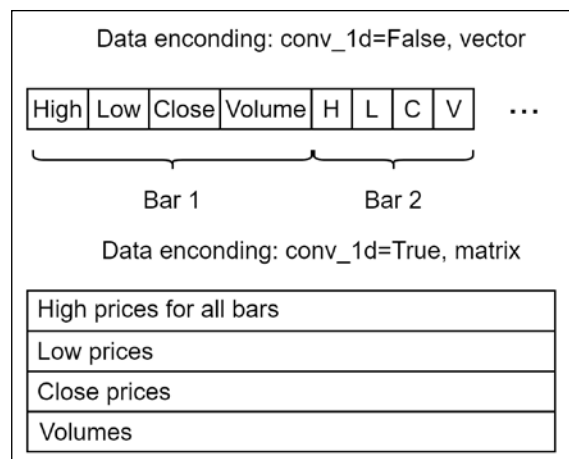 Data enconding: conv_1d=False, vector
High Low Close Volume H L C V ...
Bar 1 Bar 2
Data enconding: conv_1d=True, matrix
High prices for all bars
Low prices
Close prices
Volumes